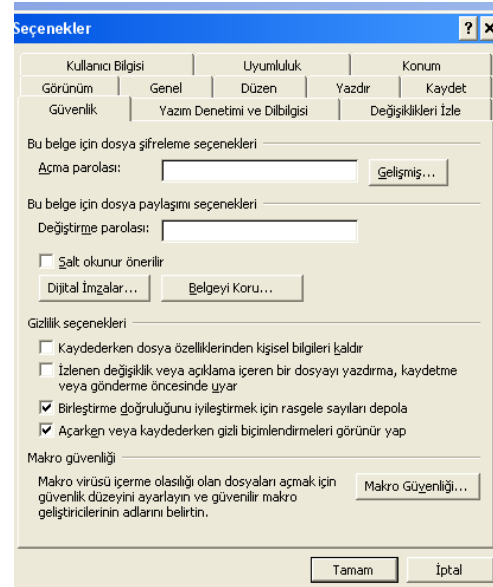 Seçenekler
Kullanıcı Bilgisi Uyumluluk Konum
Görünüm Genel Düzen Yazdır Kaydet
Güvenlik Yazım Denetimi ve Dilbilgisi Değişiklikleri İzle
Bu belge için dosya şifreleme seçenekleri
Açma parolası: Gelişmiş...
Bu belge için dosya paylaşımı seçenekleri
Değiştirme parolası:
Salt okunur önerilir
Dijital İmzalar... Belgeyi Koru...
Gizlilik seçenekleri
Kaydederken dosya özelliklerinden kişisel bilgileri kaldır
İzlenen değişiklik veya açıklama içeren bir dosyayı yazdırma, kaydetme
veya gönderme öncesinde uyar
Birleştirme doğruluğunu iyileştirmek için rasgele sayıları depola
Açarken veya kaydederken gizli biçimlendirmeleri görünür yap
Makro güvenliği
Makro virüsü içerme olasılığı olan dosyaları açmak için
güvenlik düzeyini ayarlayın ve güvenilir makro
geliştiricilerinin adlarını belirtin.
Makro Güvenliği...
Tamam İptal